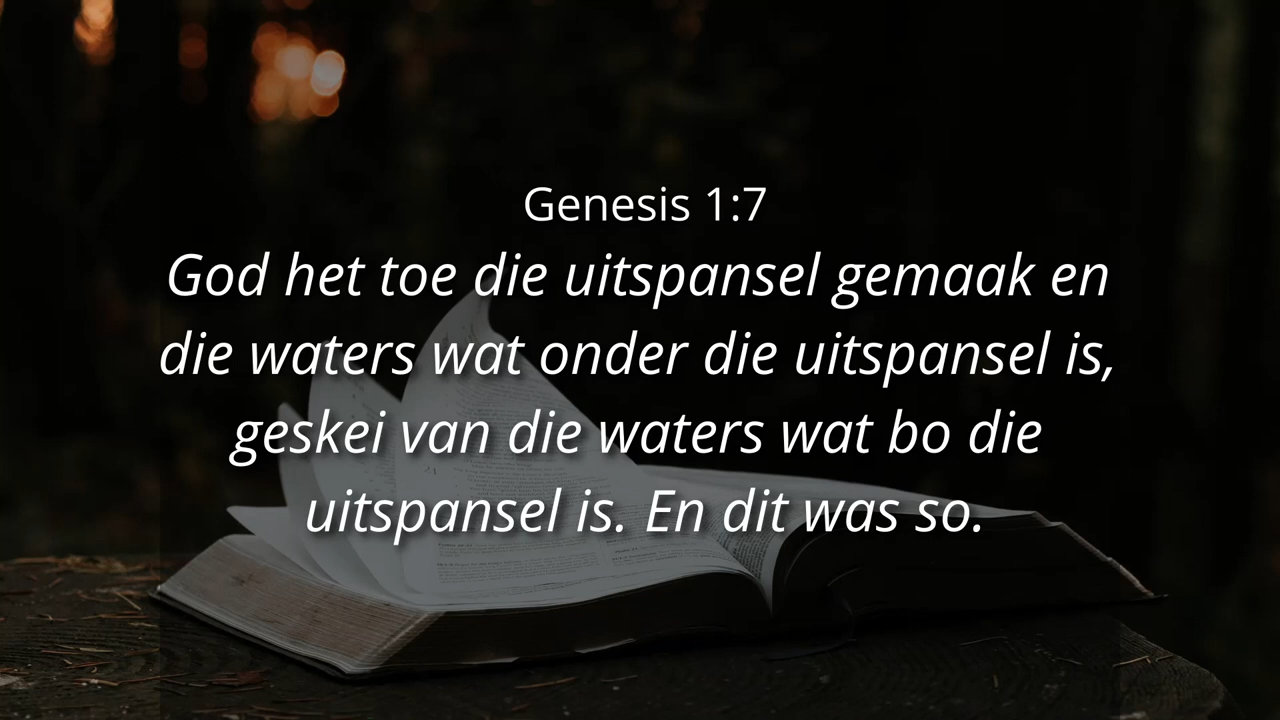 Genesis 1:7
God het toe die uitspansel gemaak en
die waters wat onder die uitspansel is,
geskei van die waters wat bo die
uitspansel is. En dit was so.